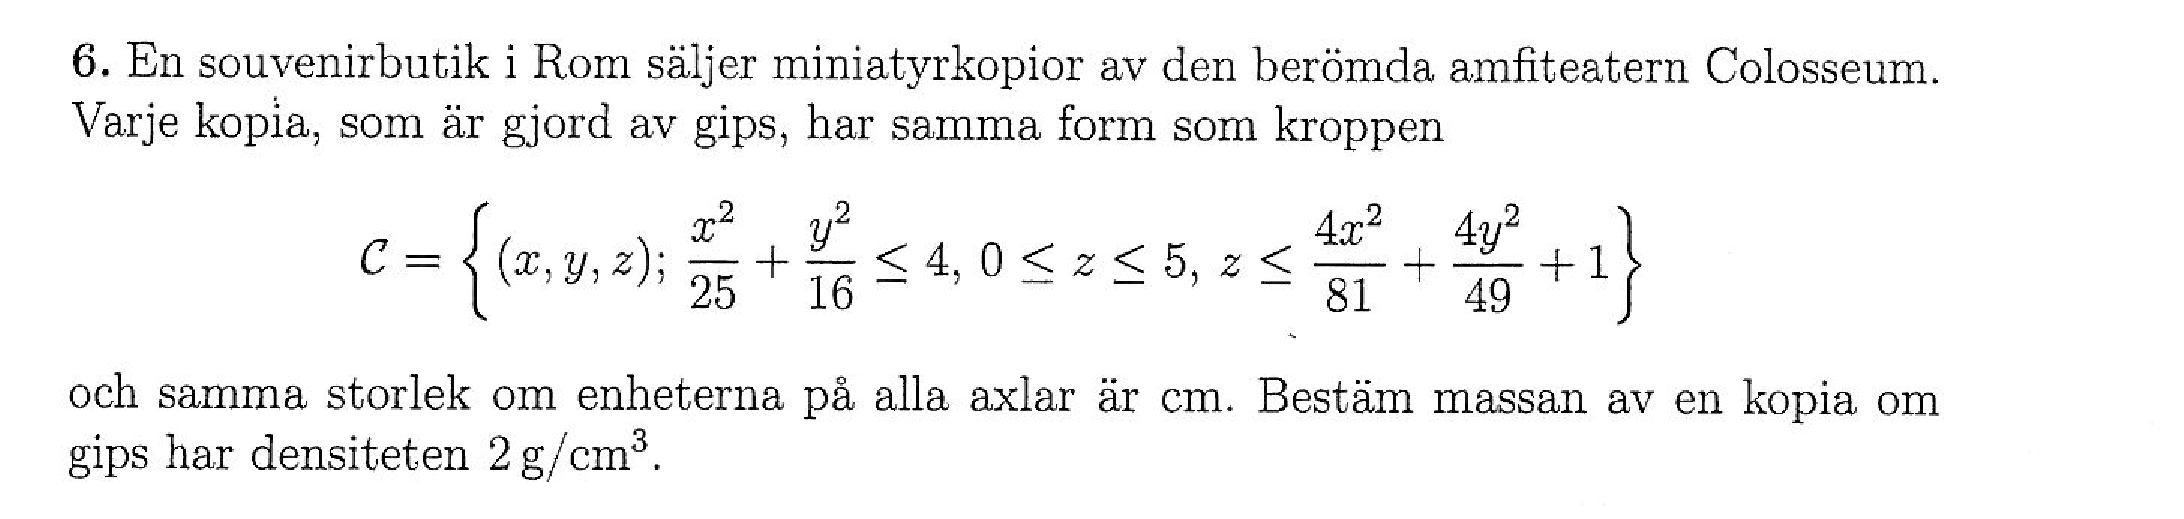 6. En souvenirbutik i Rom säljer miniatyrkopior av den berömda amfiteatern Colosseum.
Varje kopia, som är gjord av gips, har samma form som kroppen
$\mathcal{C} = \left\{ (x, y, z); \frac{x^2}{25} + \frac{y^2}{16} \leq 4, 0 \leq z \leq 5, z \leq \frac{4x^2}{81} + \frac{4y^2}{49} + 1 \right\}$
och samma storlek om enheterna på alla axlar är cm. Bestäm massan av en kopia om
gips har densiteten 2 g/cm³.